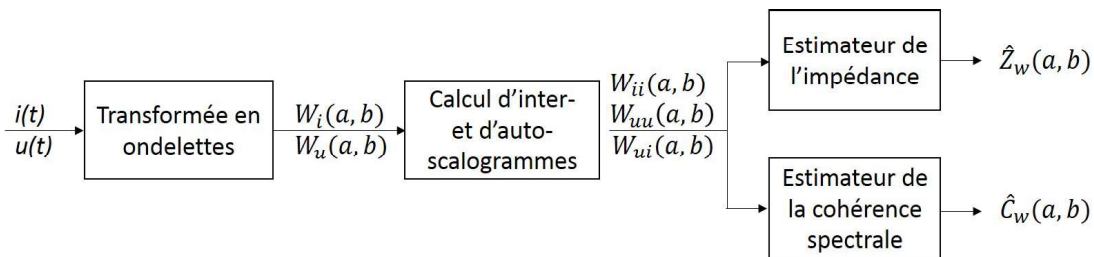 i(t)
u(t)
Transformée en
ondelettes
W_i(a, b)
W_u(a, b)
Calcul d'inter-
et d'auto-
scalogrammes
W_ii(a, b)
W_uu(a, b)
W_ui(a, b)
Estimateur de
l'impédance
Ẑ_w(a, b)
Estimateur de
la cohérence
spectrale
Ĉ_w(a, b)